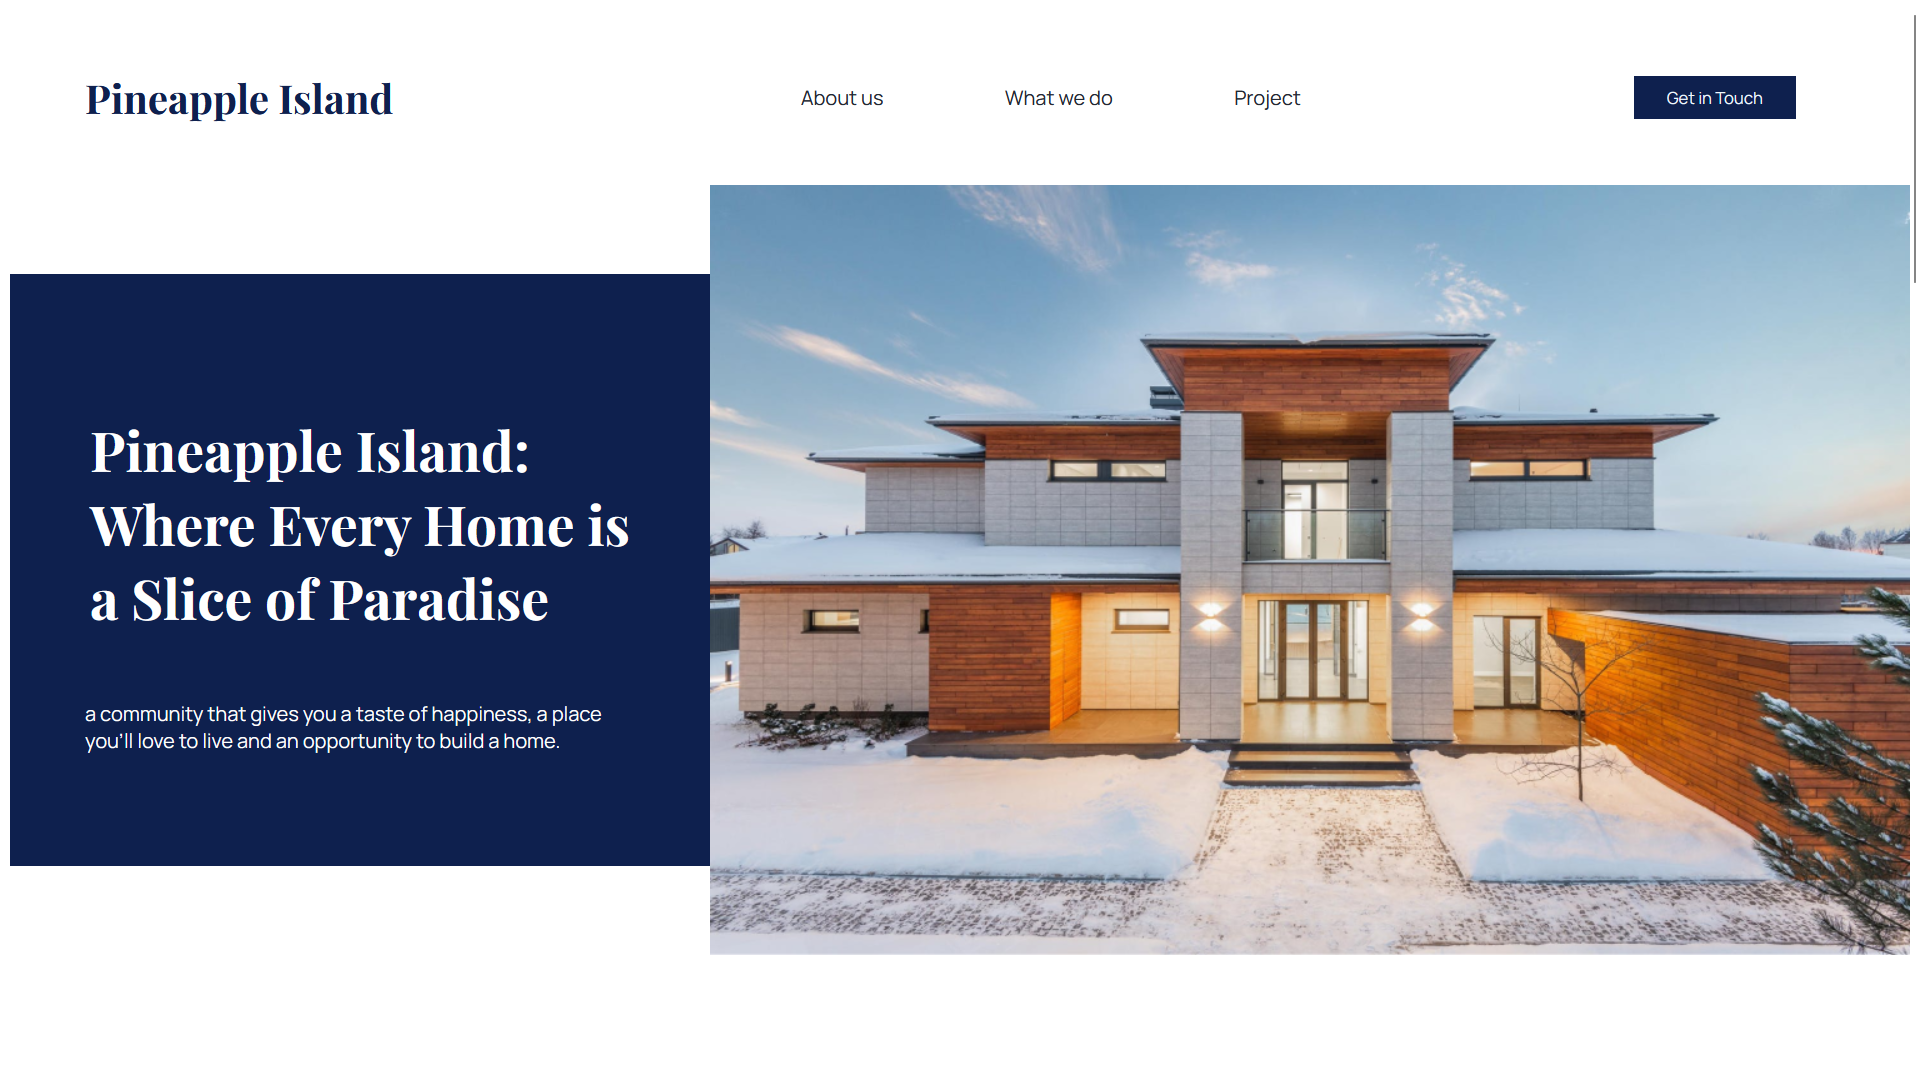 Pineapple Island
About us
What we do
Project
Get in Touch
Pineapple Island:
Where Every Home is
a Slice of Paradise
a community that gives you a taste of happiness, a place
you'll love to live and an opportunity to build a home.